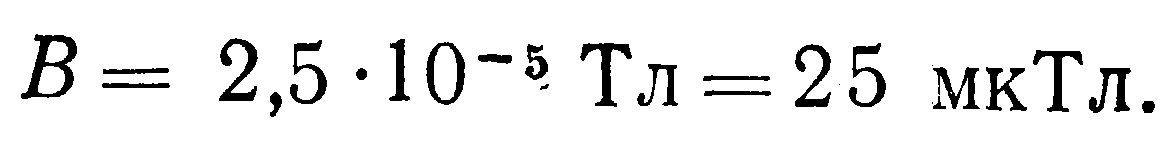 B = 2,5·10⁻⁵ Тл = 25 мкТл.